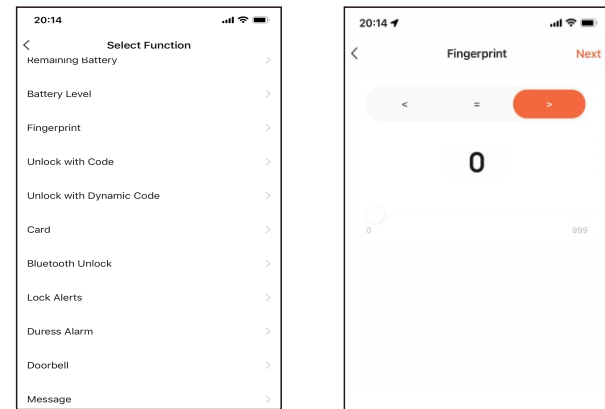 20:14
Select Function
Remaining Battery
Battery Level
Fingerprint
Unlock with Code
Unlock with Dynamic Code
Card
Bluetooth Unlock
Lock Alerts
Duress Alarm
Doorbell
Message
20:14
Fingerprint Next
< = >
0
0 999